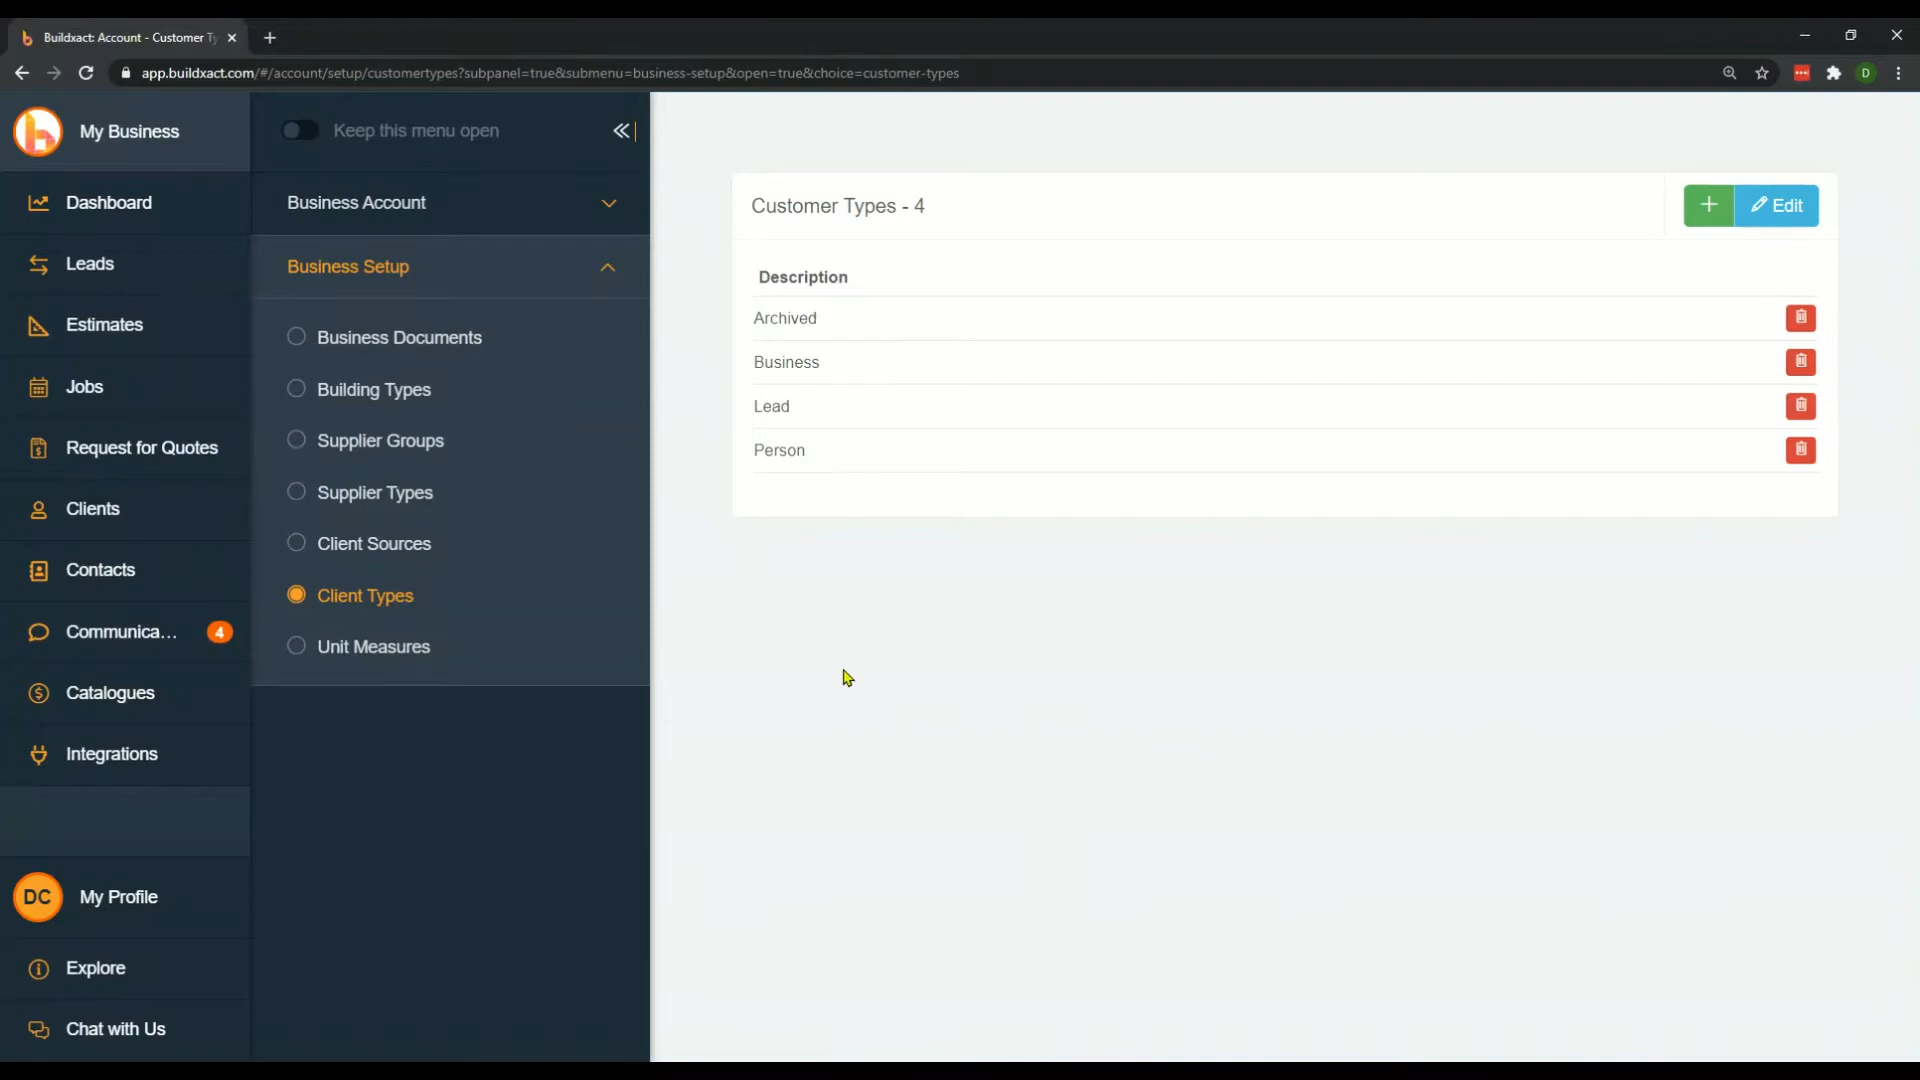 Buildxact: Account - Customer Ty
app.buildxact.com/#/account/setup/customertypes?subpanel=true&submenu=business-setup&open=true&choice=customer-types
D
My Business
Dashboard
Leads
Estimates
Jobs
Request for Quotes
Clients
Contacts
Communica...
4
Catalogues
Integrations
DC
My Profile
Explore
Chat with Us
Keep this menu open
Business Account
Business Setup
Business Documents
Building Types
Supplier Groups
Supplier Types
Client Sources
Client Types
Unit Measures
Customer Types - 4
+
Edit
Description
Archived
Business
Lead
Person